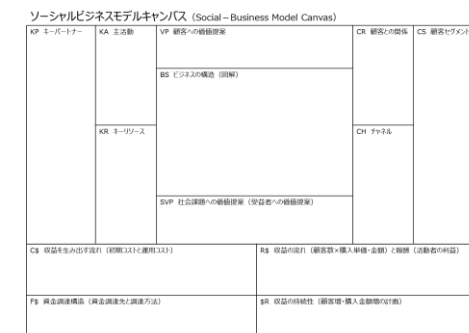 ソーシャルビジネスモデルキャンバス（Social－Business Model Canvas）
KP キーパートナー
KA 主活動
VP 顧客への価値提案
CR 顧客との関係
CS 顧客セグメント
BS ビジネスの構造（図解）
KR キーリソース
CH チャネル
SVP 社会課題への価値提案（受益者への価値提案）
C$ 収益を生み出す流れ（初期コストと運用コスト）
R$ 収益の流れ（顧客数×購入単価・金額）と報酬（活動者の利益）
F$ 資金調達構造（資金調達先と調達方法）
$R 収益の持続性（顧客増・購入金額増の計画）